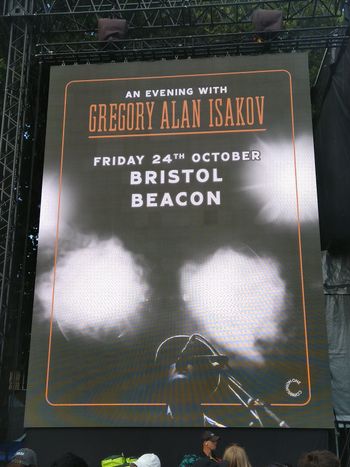 AN EVENING WITH
GREGORY ALAN ISAKOV
FRIDAY 24TH OCTOBER
BRISTOL
BEACON